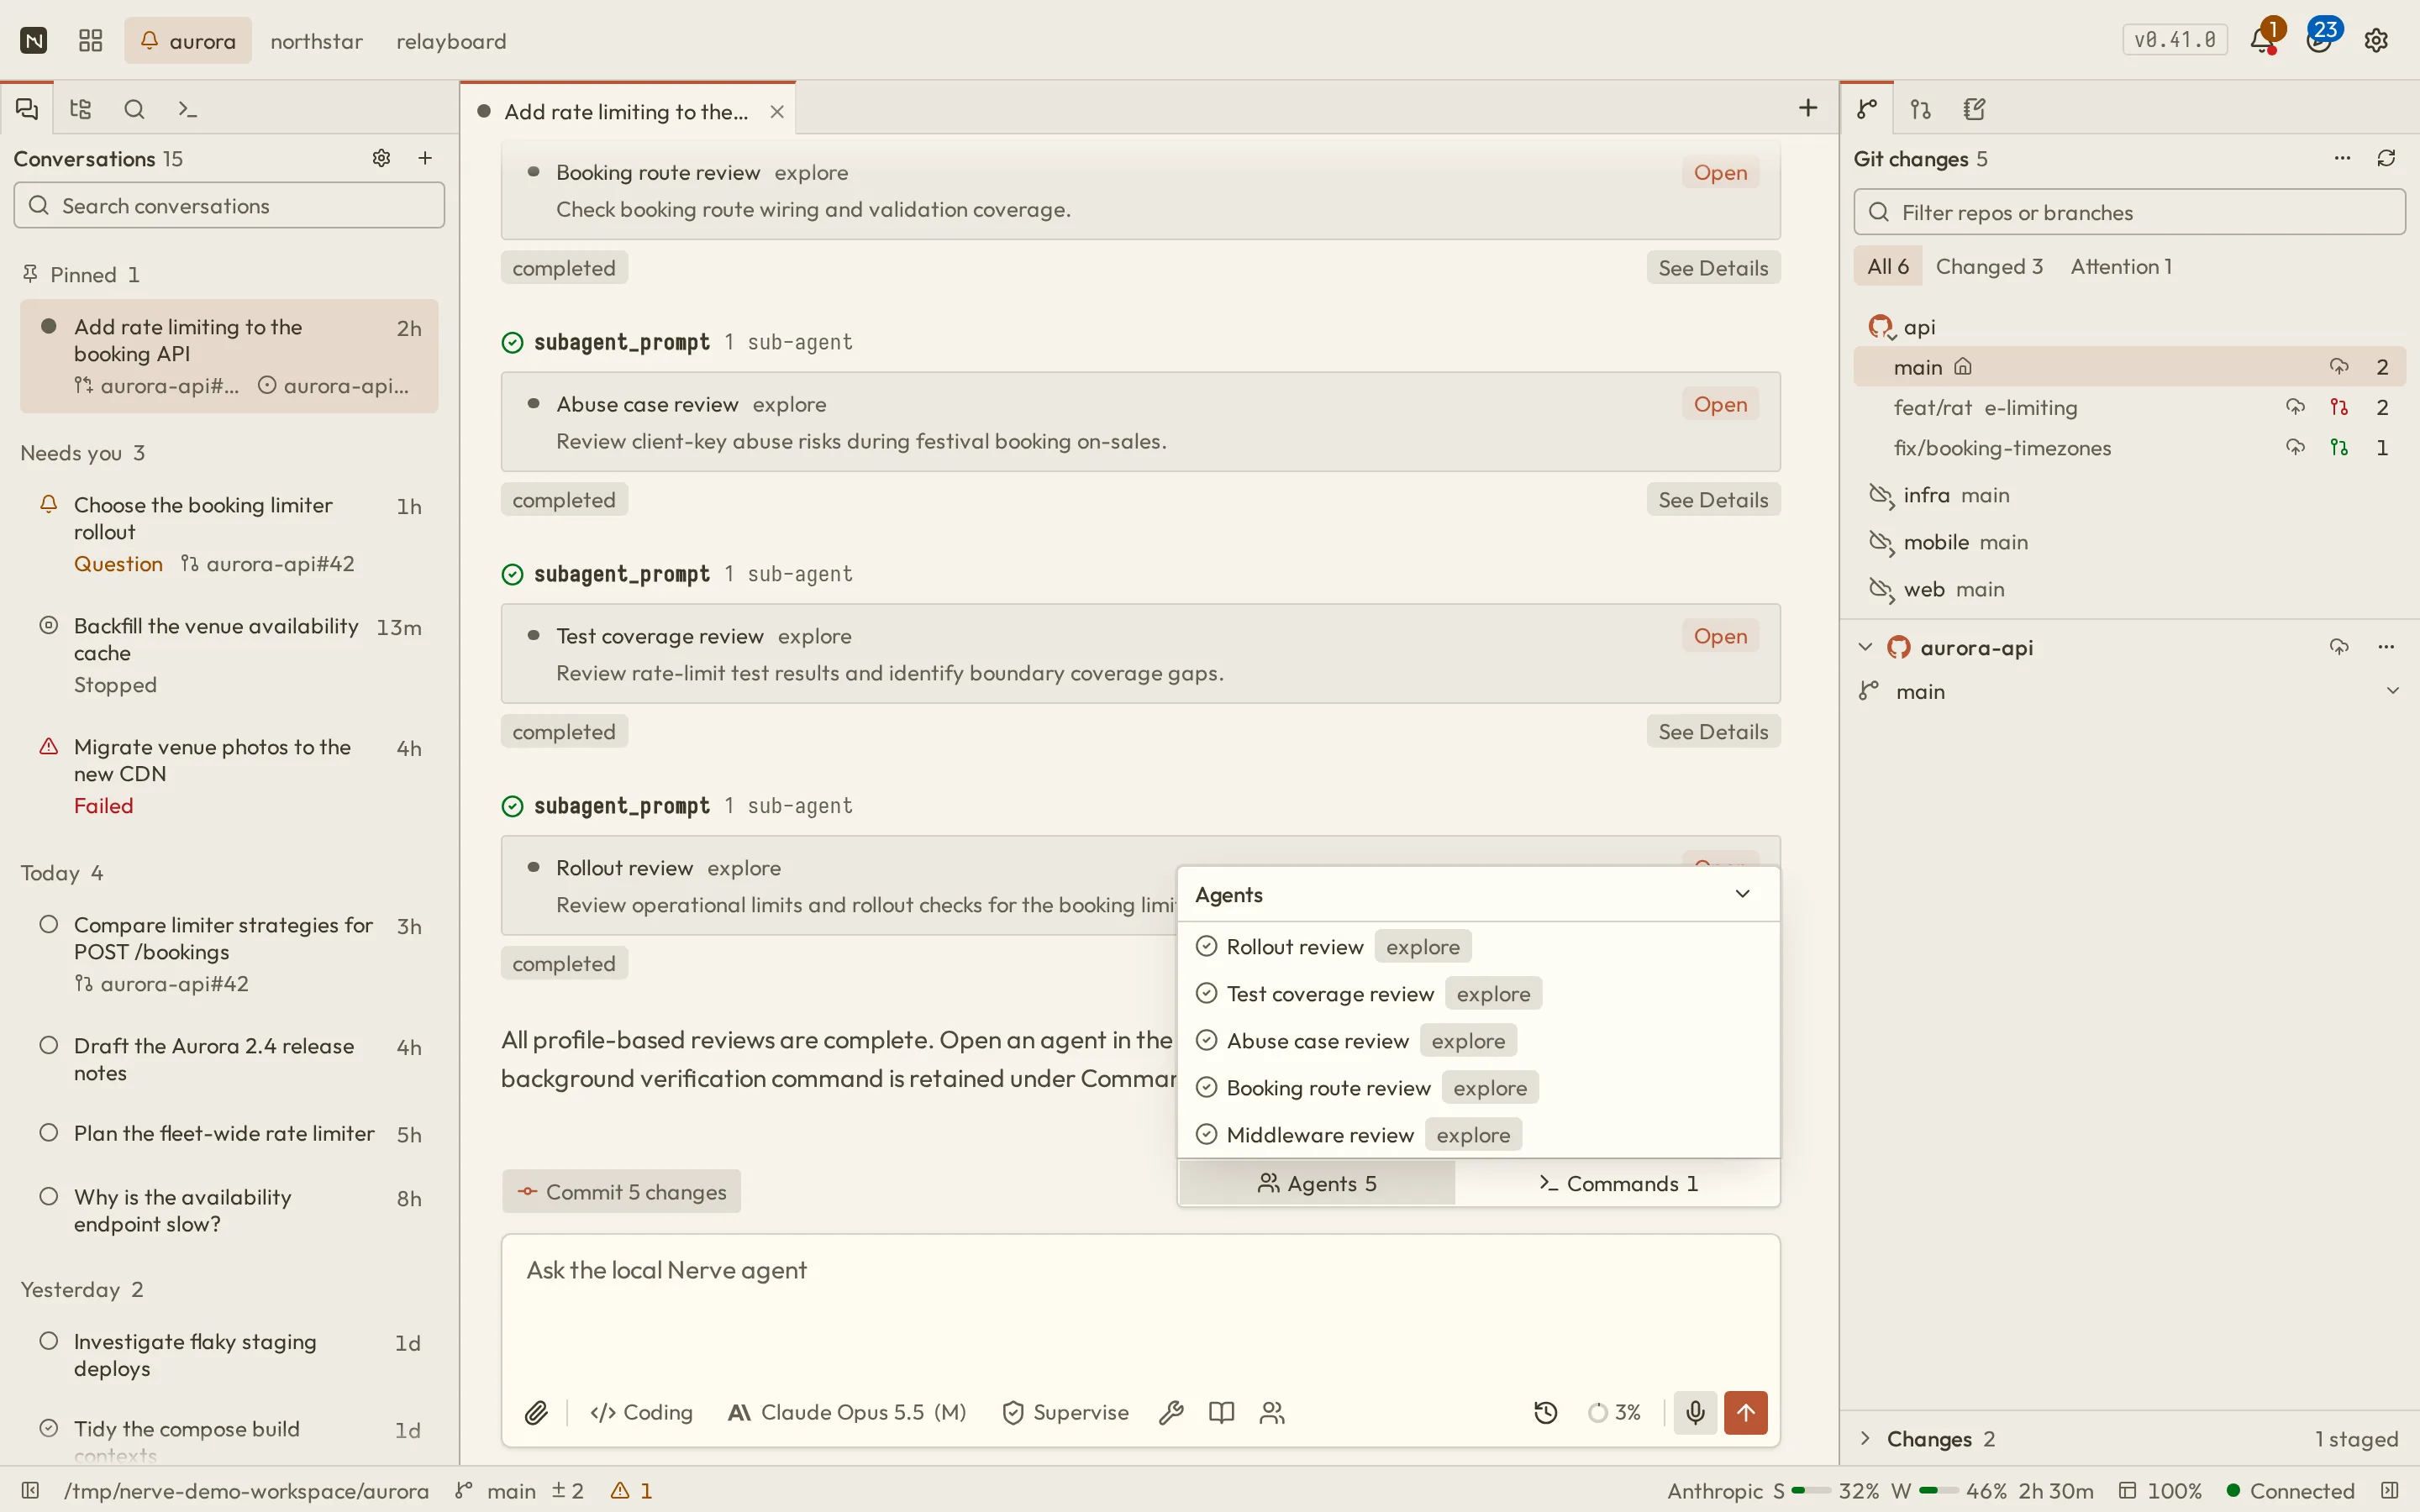 aurora northstar relayboard v0.41.0 1 23
Conversations 15
Search conversations
Pinned 1
Add rate limiting to the booking API 2h
aurora-api#... aurora-api...
Needs you 3
Choose the booking limiter rollout 1h
Question aurora-api#42
Backfill the venue availability cache 13m
Stopped
Migrate venue photos to the new CDN 4h
Failed
Today 4
Compare limiter strategies for POST /bookings 3h
aurora-api#42
Draft the Aurora 2.4 release notes 4h
Plan the fleet-wide rate limiter 5h
Why is the availability endpoint slow? 8h
Yesterday 2
Investigate flaky staging deploys 1d
Tidy the compose build contexts 1d
Add rate limiting to the...
Booking route review explore Open
Check booking route wiring and validation coverage.
completed See Details
subagent_prompt 1 sub-agent
Abuse case review explore Open
Review client-key abuse risks during festival booking on-sales.
completed See Details
subagent_prompt 1 sub-agent
Test coverage review explore Open
Review rate-limit test results and identify boundary coverage gaps.
completed See Details
subagent_prompt 1 sub-agent
Rollout review explore
Review operational limits and rollout checks for the booking limi
completed
All profile-based reviews are complete. Open an agent in the
background verification command is retained under Comman
Agents
Rollout review explore
Test coverage review explore
Abuse case review explore
Booking route review explore
Middleware review explore
Agents 5 Commands 1
Commit 5 changes
Ask the local Nerve agent
Coding Claude Opus 5.5 (M) Supervise 3%
Git changes 5
Filter repos or branches
All 6 Changed 3 Attention 1
api
main 2
feat/rat e-limiting 2
fix/booking-timezones 1
infra main
mobile main
web main
aurora-api
main
Changes 2 1 staged
/tmp/nerve-demo-workspace/aurora main ±2 1 Anthropic S 32% W 46% 2h 30m 100% Connected